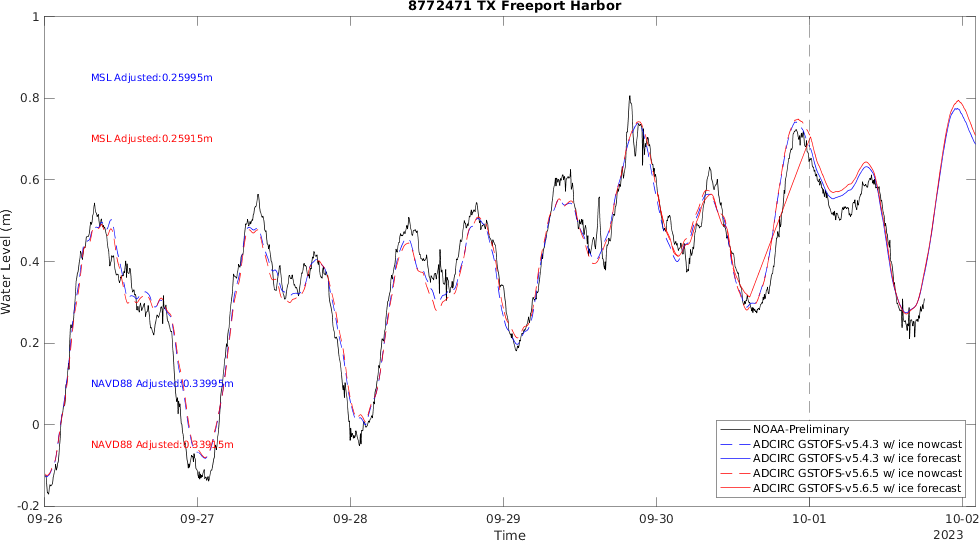 8772471 TX Freeport Harbor
1
0.8
0.6
0.4
0.2
0
-0.2
Water Level (m)
MSL Adjusted:0.25995m
MSL Adjusted:0.25915m
NAVD88 Adjusted:0.33995m
NAVD88 Adjusted:0.33915m
NOAA-Preliminary
ADCIRC GSTOFS-v5.4.3 w/ ice nowcast
ADCIRC GSTOFS-v5.4.3 w/ ice forecast
ADCIRC GSTOFS-v5.6.5 w/ ice nowcast
ADCIRC GSTOFS-v5.6.5 w/ ice forecast
09-26 09-27 09-28 09-29 09-30 10-01 10-02
Time
2023